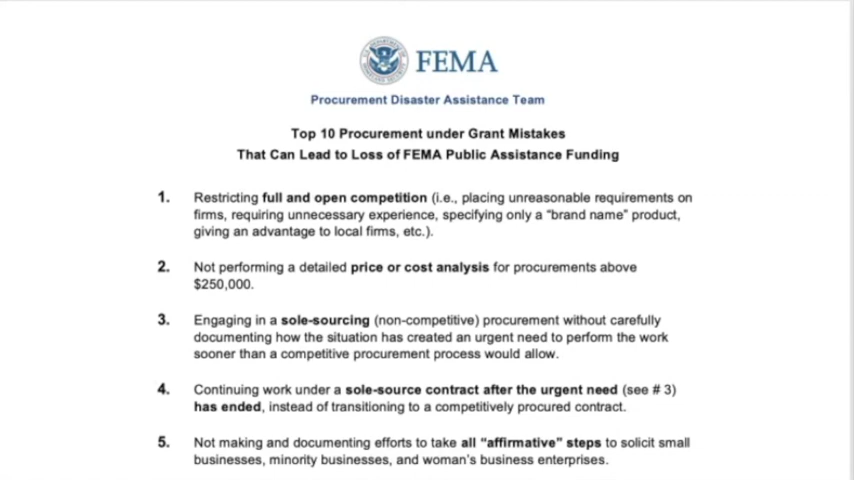 FEMA
Procurement Disaster Assistance Team
Top 10 Procurement under Grant Mistakes
That Can Lead to Loss of FEMA Public Assistance Funding
1. Restricting full and open competition (i.e., placing unreasonable requirements on
firms, requiring unnecessary experience, specifying only a “brand name” product,
giving an advantage to local firms, etc.).
2. Not performing a detailed price or cost analysis for procurements above
$250,000.
3. Engaging in a sole-sourcing (non-competitive) procurement without carefully
documenting how the situation has created an urgent need to perform the work
sooner than a competitive procurement process would allow.
4. Continuing work under a sole-source contract after the urgent need (see # 3)
has ended, instead of transitioning to a competitively procured contract.
5. Not making and documenting efforts to take all “affirmative” steps to solicit small
businesses, minority businesses, and woman’s business enterprises.